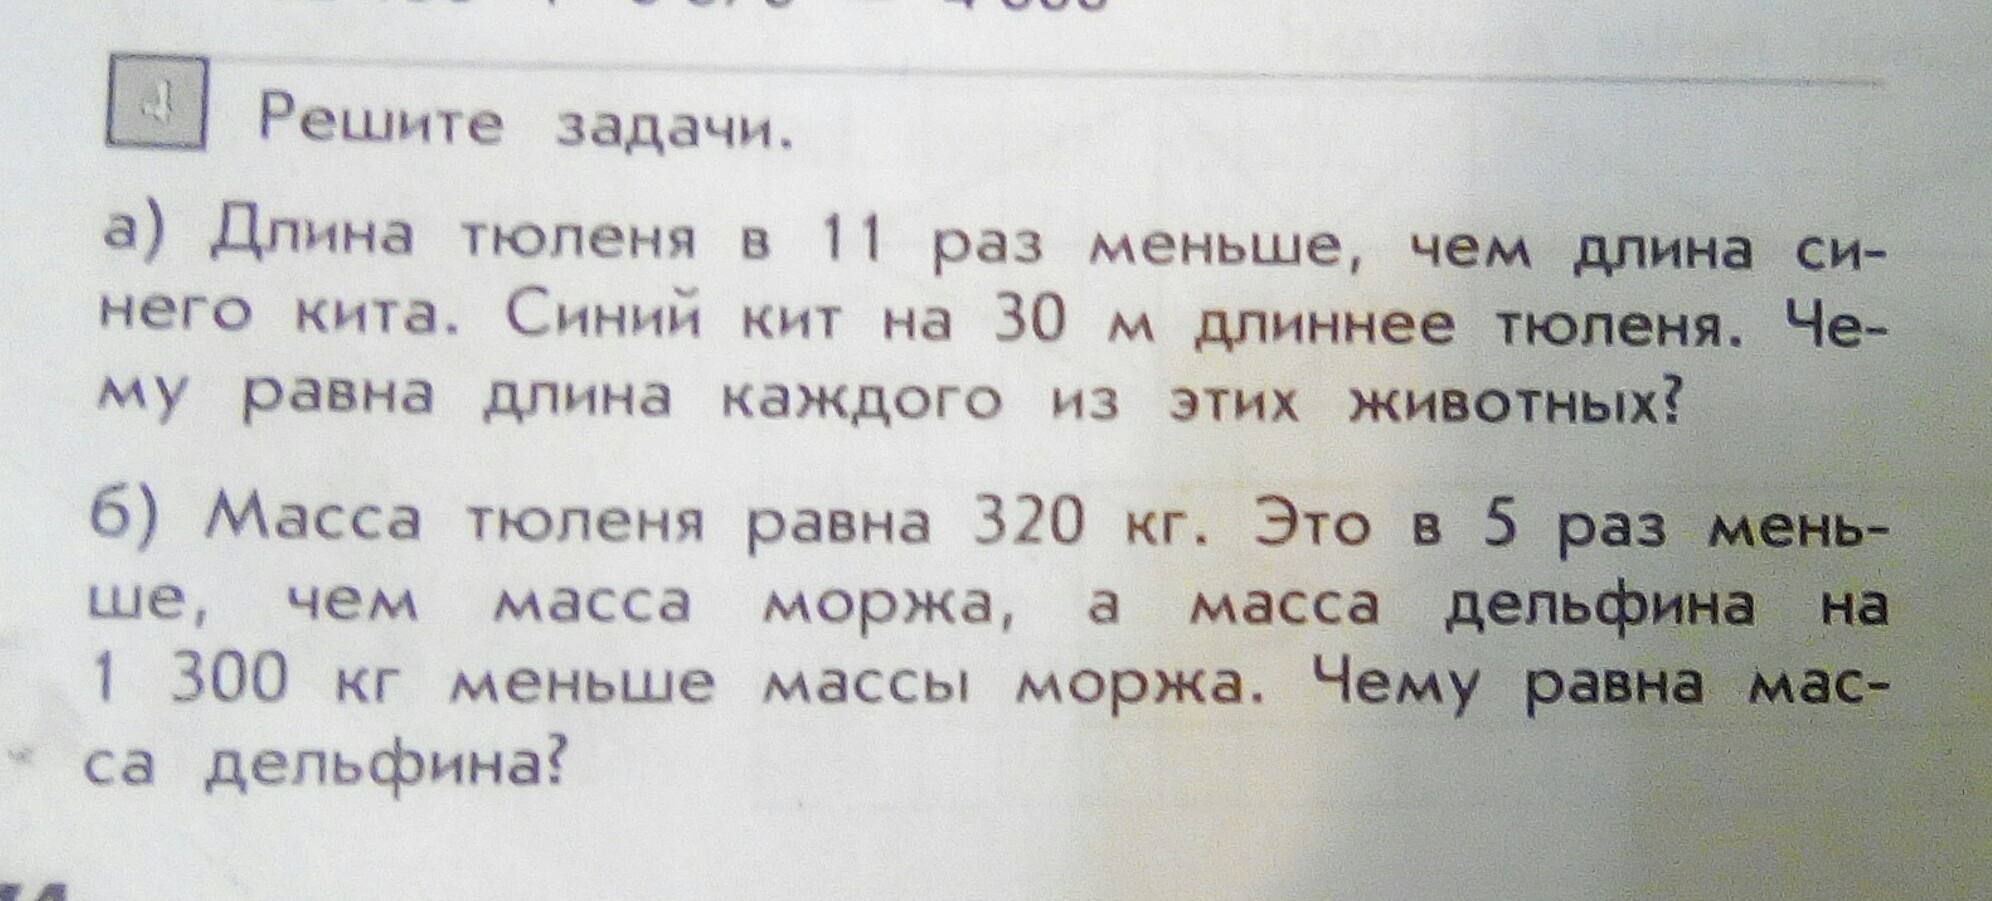 4 Решите задачи.
а) Длина тюленя в 11 раз меньше, чем длина си-
него кита. Синий кит на 30 м длиннее тюленя. Че-
му равна длина каждого из этих животных?
б) Масса тюленя равна 320 кг. Это в 5 раз мень-
ше, чем масса моржа, а масса дельфина на
1 300 кг меньше массы моржа. Чему равна мас-
са дельфина?